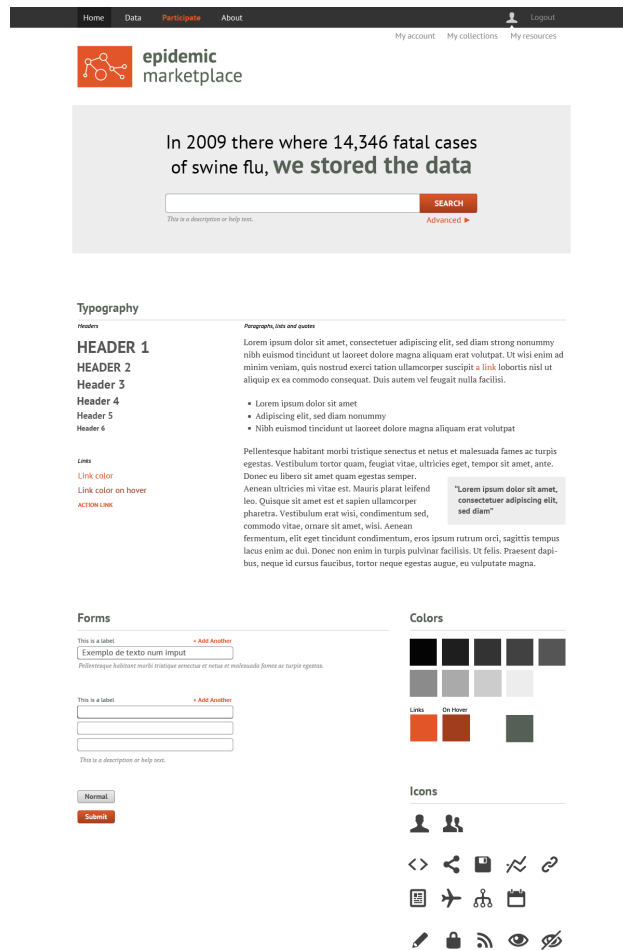 Home Data Participate About Logout
My account My collections My resources
epidemic
marketplace
In 2009 there where 14,346 fatal cases
of swine flu, we stored the data
SEARCH
This is a description or help text.
Advanced ►
Typography
Headers
HEADER 1
HEADER 2
Header 3
Header 4
Header 5
Header 6
Links
Link color
Link color on hover
ACTION LINK
Paragraphs, lists and quotes
Lorem ipsum dolor sit amet, consectetuer adipiscing elit, sed diam strong nonummy
nibh euismod tincidunt ut laoreet dolore magna aliquam erat volutpat. Ut wisi enim ad
minim veniam, quis nostrud exerci tation ullamcorper suscipit a link lobortis nisl ut
aliquip ex ea commodo consequat. Duis autem vel feugait nulla facilisi.
▪ Lorem ipsum dolor sit amet
▪ Adipiscing elit, sed diam nonummy
▪ Nibh euismod tincidunt ut laoreet dolore magna aliquam erat volutpat
Pellentesque habitant morbi tristique senectus et netus et malesuada fames ac turpis
egestas. Vestibulum tortor quam, feugiat vitae, ultricies eget, tempor sit amet, ante.
Donec eu libero sit amet quam egestas semper.
Aenean ultricies mi vitae est. Mauris plarat leifend
leo. Quisque sit amet est et sapien ullamcorper
pharetra. Vestibulum erat wisi, condimentum sed,
commodo vitae, ornare sit amet, wisi. Aenean
fermentum, elit eget tincidunt condimentum, eros ipsum rutrum orci, sagittis tempus
lacus enim ac dui. Donec non enim in turpis pulvinar facilisis. Ut felis. Praesent dapi-
bus, neque id cursus faucibus, tortor neque egestas augue, eu vulputate magna.
"Lorem ipsum dolor sit amet,
consectetuer adipiscing elit,
sed diam"
Forms
This is a label + Add Another
Exemplo de texto num imput
Pellentesque habitant morbi tristique senectus et netus et malesuada fames ac turpis egestas.
This is a label + Add Another
This is a description or help text.
Normal
Submit
Colors
Links On Hover
Icons